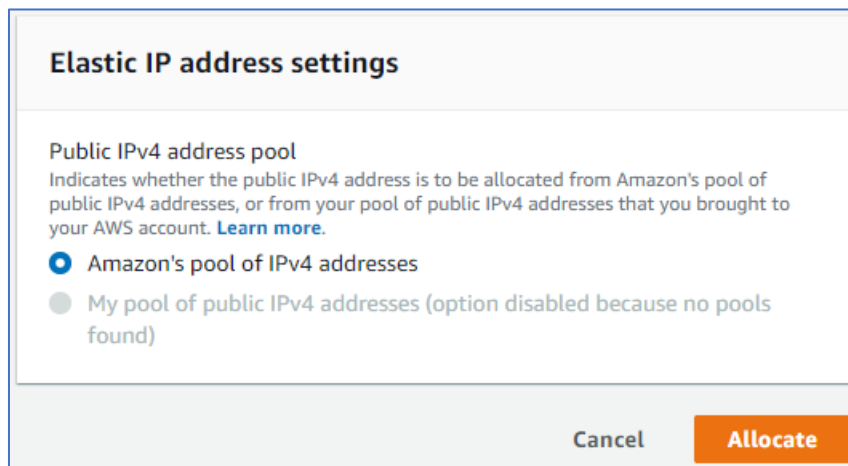 Elastic IP address settings
Public IPv4 address pool
Indicates whether the public IPv4 address is to be allocated from Amazon's pool of
public IPv4 addresses, or from your pool of public IPv4 addresses that you brought to
your AWS account. Learn more.
Amazon's pool of IPv4 addresses
My pool of public IPv4 addresses (option disabled because no pools
found)
Cancel Allocate